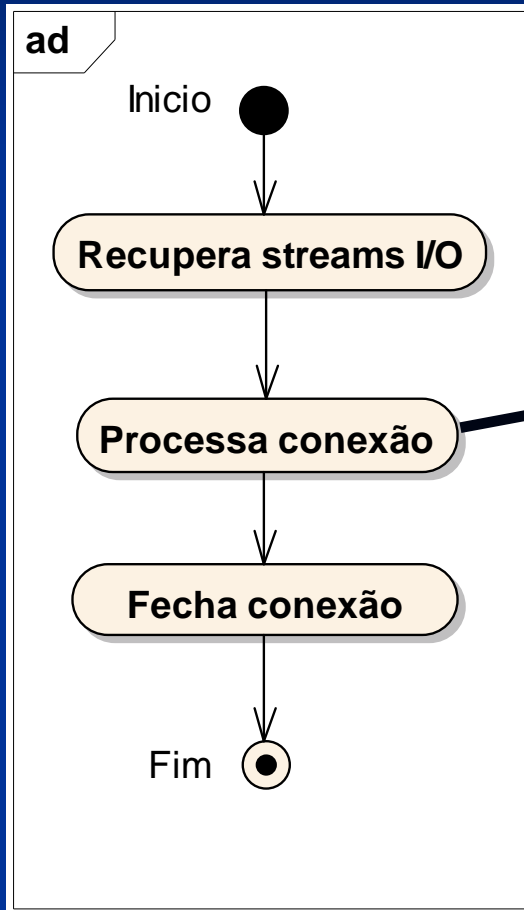 ad
Inicio
Recupera streams I/O
Processa conexão
Fecha conexão
Fim